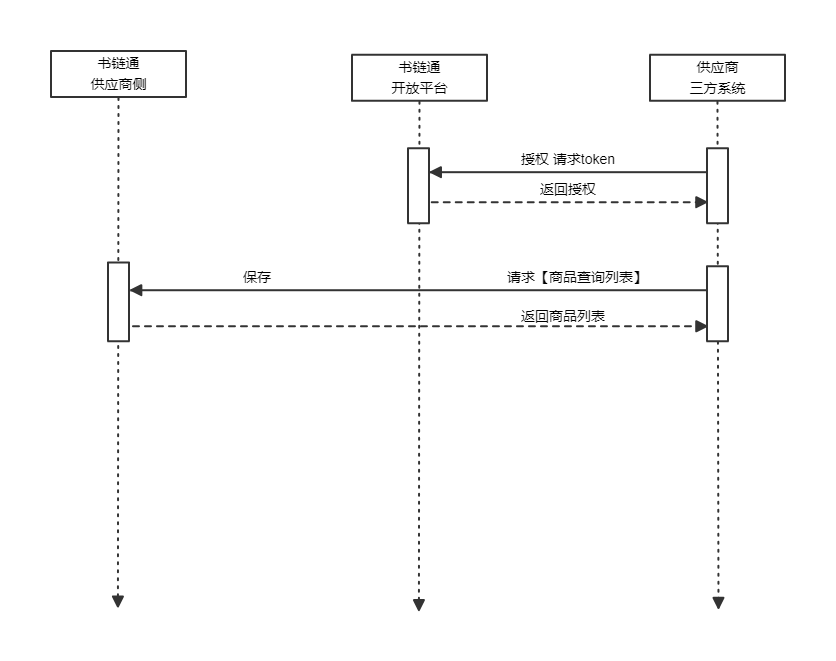 书链通
供应商侧
书链通
开放平台
供应商
三方系统
授权 请求token
返回授权
保存
请求【商品查询列表】
返回商品列表